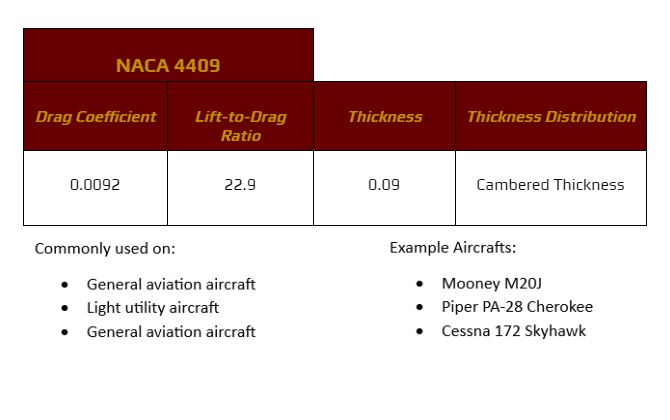 NACA 4409
Drag Coefficient
Lift-to-Drag
Ratio
Thickness
Thickness Distribution
0.0092
22.9
0.09
Cambered Thickness
Commonly used on:
• General aviation aircraft
• Light utility aircraft
• General aviation aircraft
Example Aircrafts:
• Mooney M20J
• Piper PA-28 Cherokee
• Cessna 172 Skyhawk